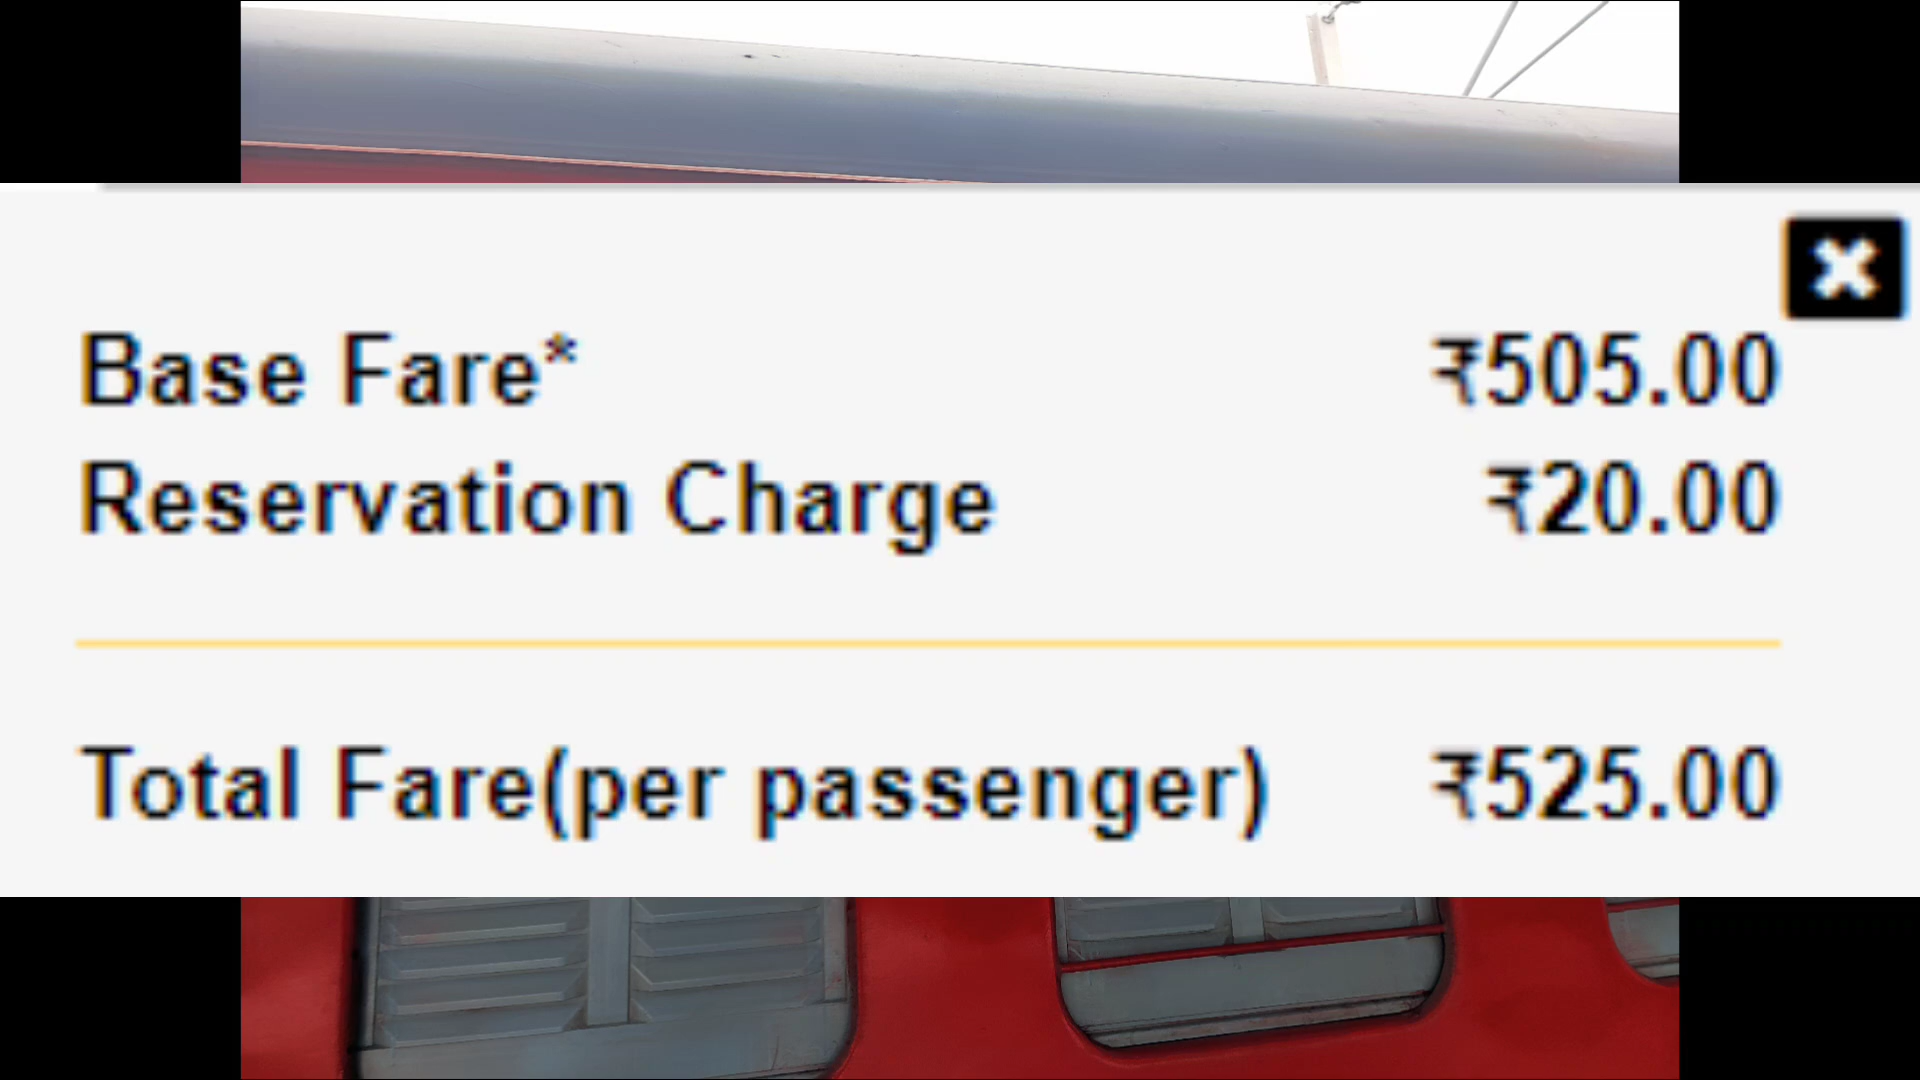 Base Fare* ₹505.00
Reservation Charge ₹20.00
Total Fare(per passenger) ₹525.00